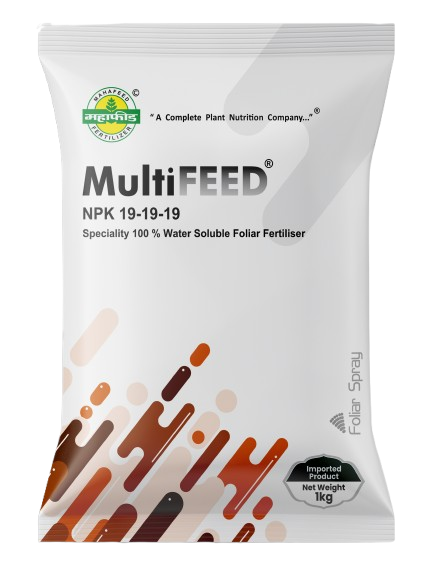 MAHAFEED
©
महाफीड
FERTILIZER
" A Complete Plant Nutrition Company..." ®
MultiFEED®
NPK 19-19-19
Speciality 100 % Water Soluble Foliar Fertiliser
Foliar Spray
Imported
Product
Net Weight
1kg